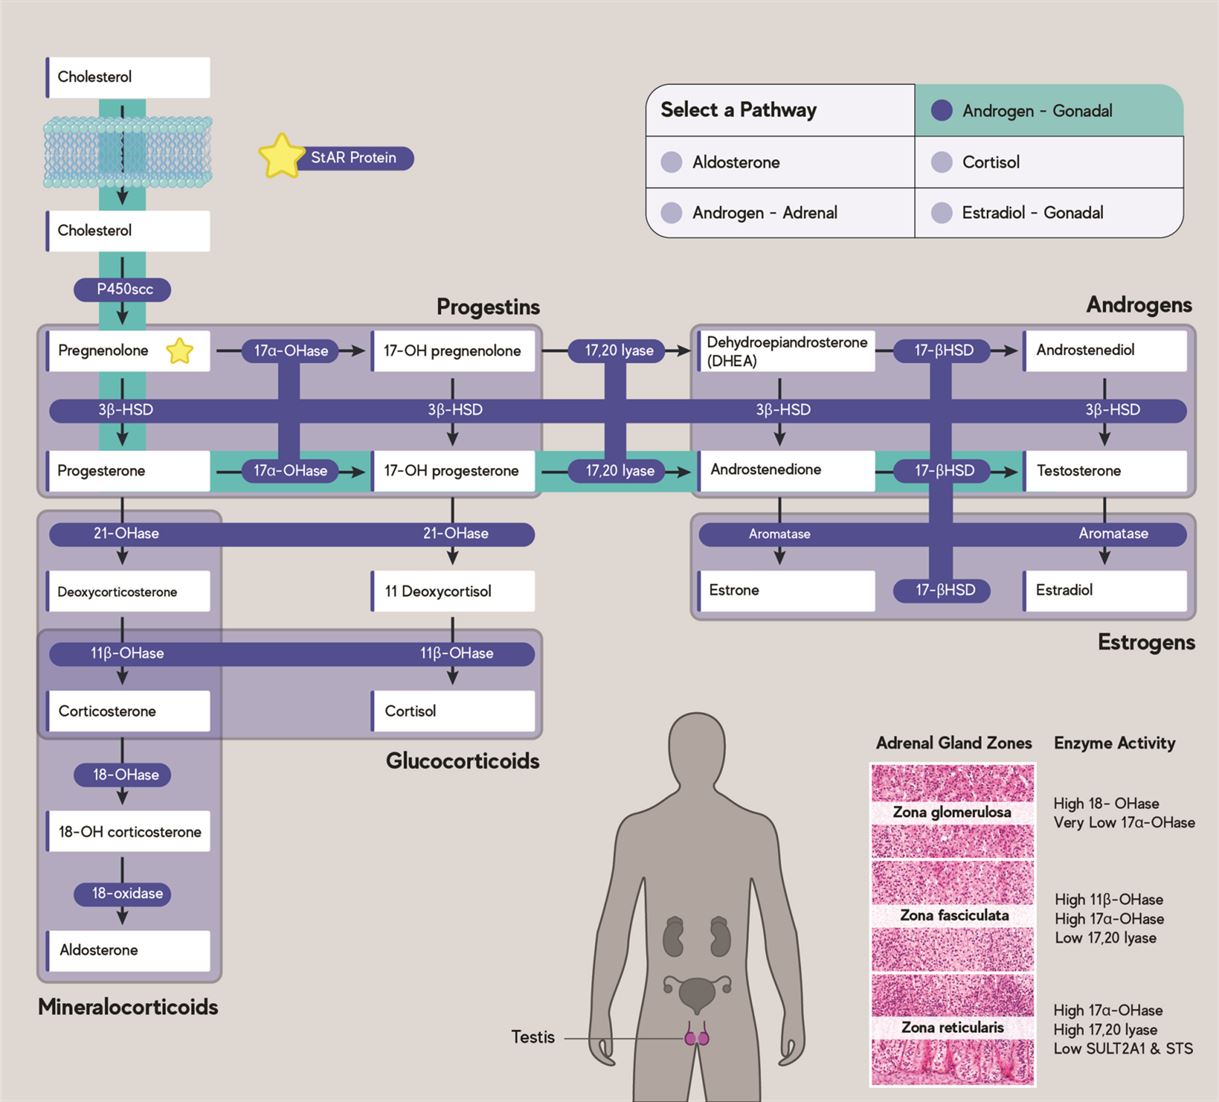 Cholesterol
StAR Protein
Select a Pathway
Androgen - Gonadal
Aldosterone
Cortisol
Androgen - Adrenal
Estradiol - Gonadal
Cholesterol
P450scc
Progestins
Androgens
Pregnenolone
17α-OHase
17-OH pregnenolone
17,20 lyase
Dehydroepiandrosterone
(DHEA)
17-βHSD
Androstenediol
3β-HSD
3β-HSD
3β-HSD
3β-HSD
Progesterone
17α-OHase
17-OH progesterone
17,20 lyase
Androstenedione
17-βHSD
Testosterone
21-OHase
21-OHase
Aromatase
Aromatase
Deoxycorticosterone
11 Deoxycortisol
Estrone
17-βHSD
Estradiol
Estrogens
11β-OHase
11β-OHase
Corticosterone
Cortisol
Glucocorticoids
18-OHase
18-OH corticosterone
18-oxidase
Aldosterone
Mineralocorticoids
Testis
Adrenal Gland Zones
Enzyme Activity
Zona glomerulosa
High 18- OHase
Very Low 17α-OHase
Zona fasciculata
High 11β-OHase
High 17α-OHase
Low 17,20 lyase
Zona reticularis
High 17α-OHase
High 17,20 lyase
Low SULT2A1 & STS